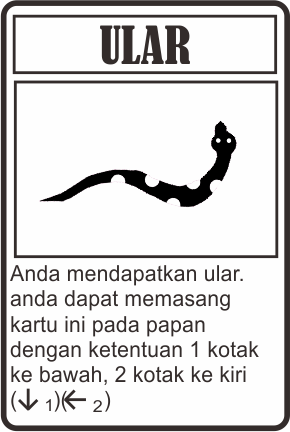 ULAR
Anda mendapatkan ular.
anda dapat memasang
kartu ini pada papan
dengan ketentuan 1 kotak
ke bawah, 2 kotak ke kiri
(↓ 1)(← 2)